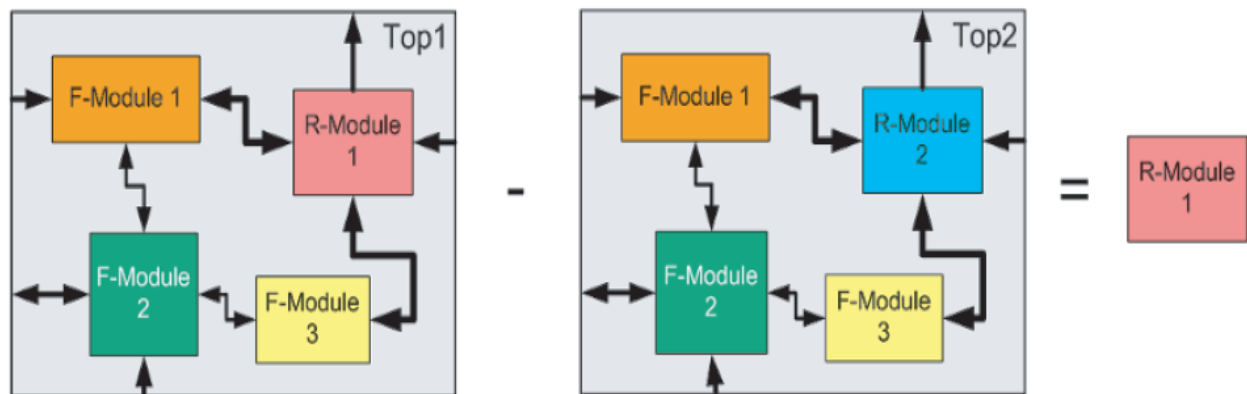 Top1
F-Module 1
R-Module
1
F-Module
2
F-Module
3
-
Top2
F-Module 1
R-Module
2
F-Module
2
F-Module
3
=
R-Module
1